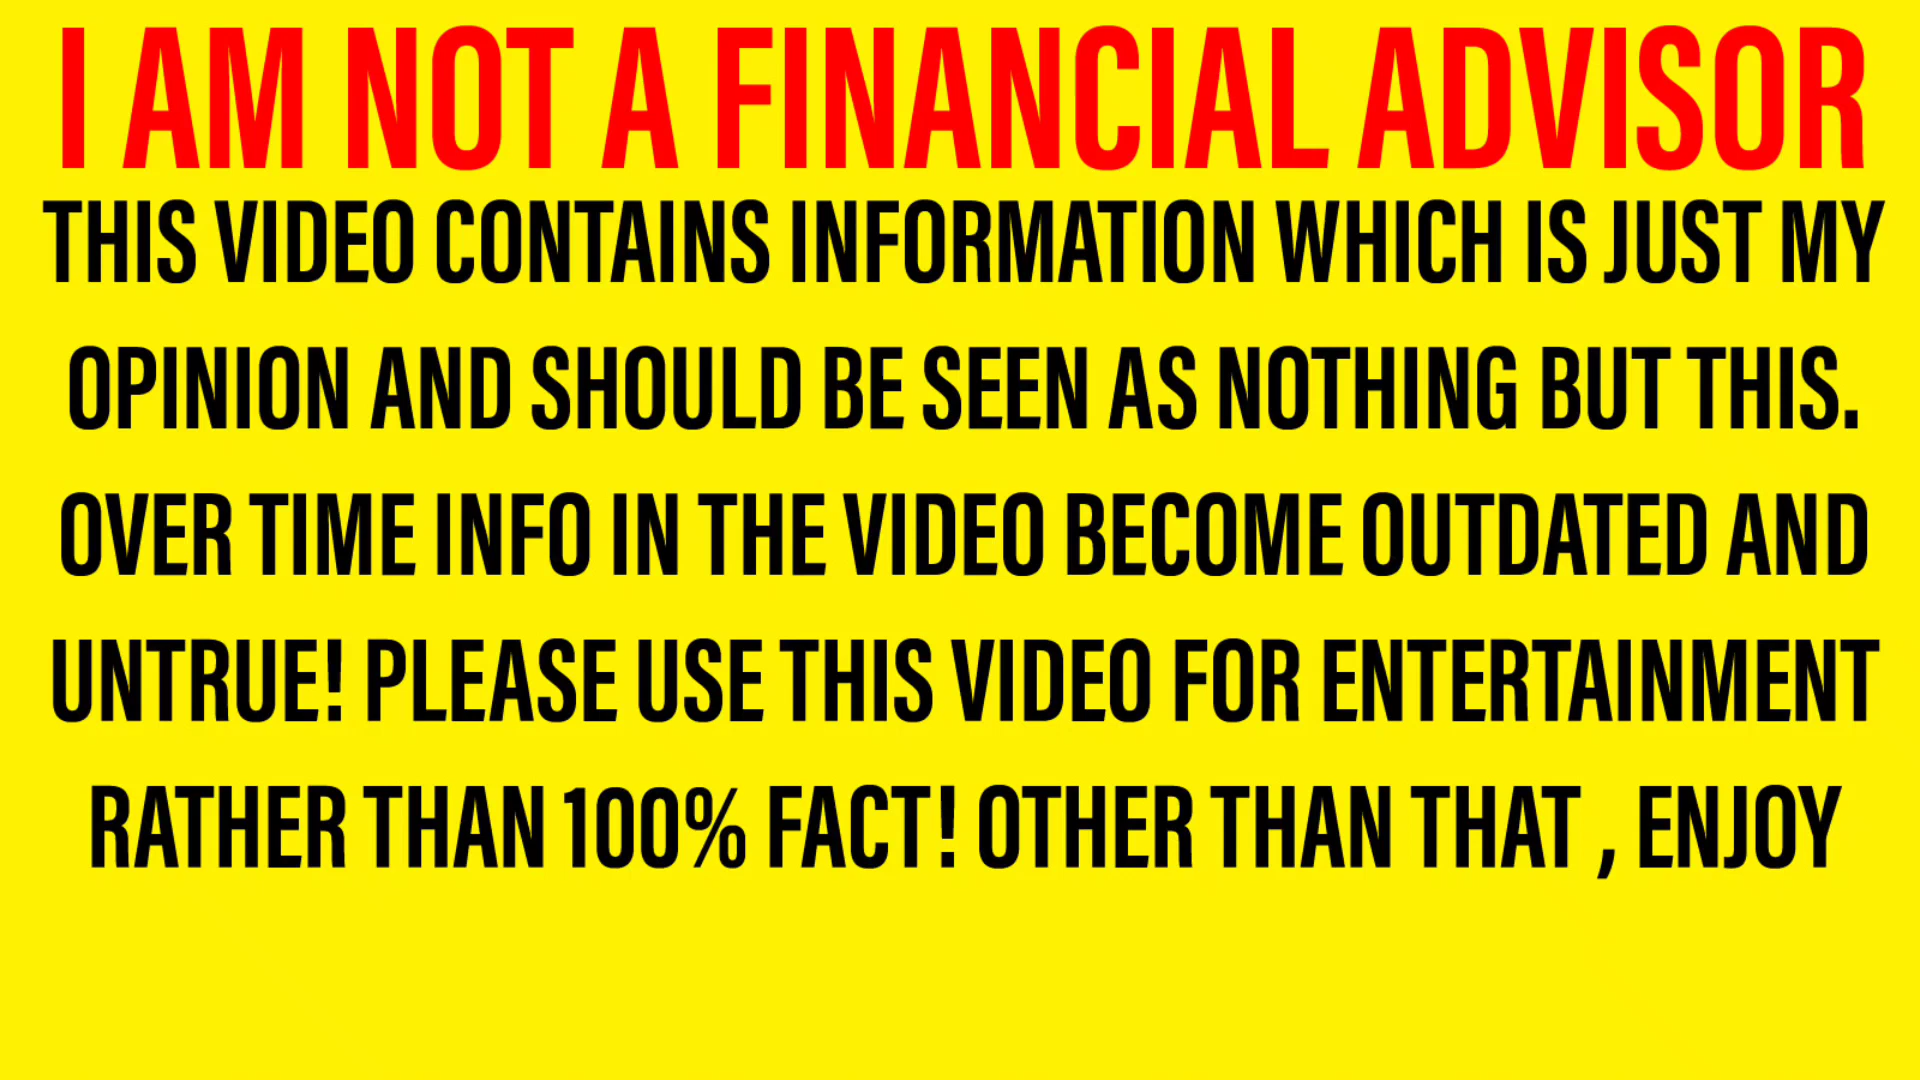 I AM NOT A FINANCIAL ADVISOR
THIS VIDEO CONTAINS INFORMATION WHICH IS JUST MY
OPINION AND SHOULD BE SEEN AS NOTHING BUT THIS.
OVER TIME INFO IN THE VIDEO BECOME OUTDATED AND
UNTRUE! PLEASE USE THIS VIDEO FOR ENTERTAINMENT
RATHER THAN 100% FACT! OTHER THAN THAT , ENJOY